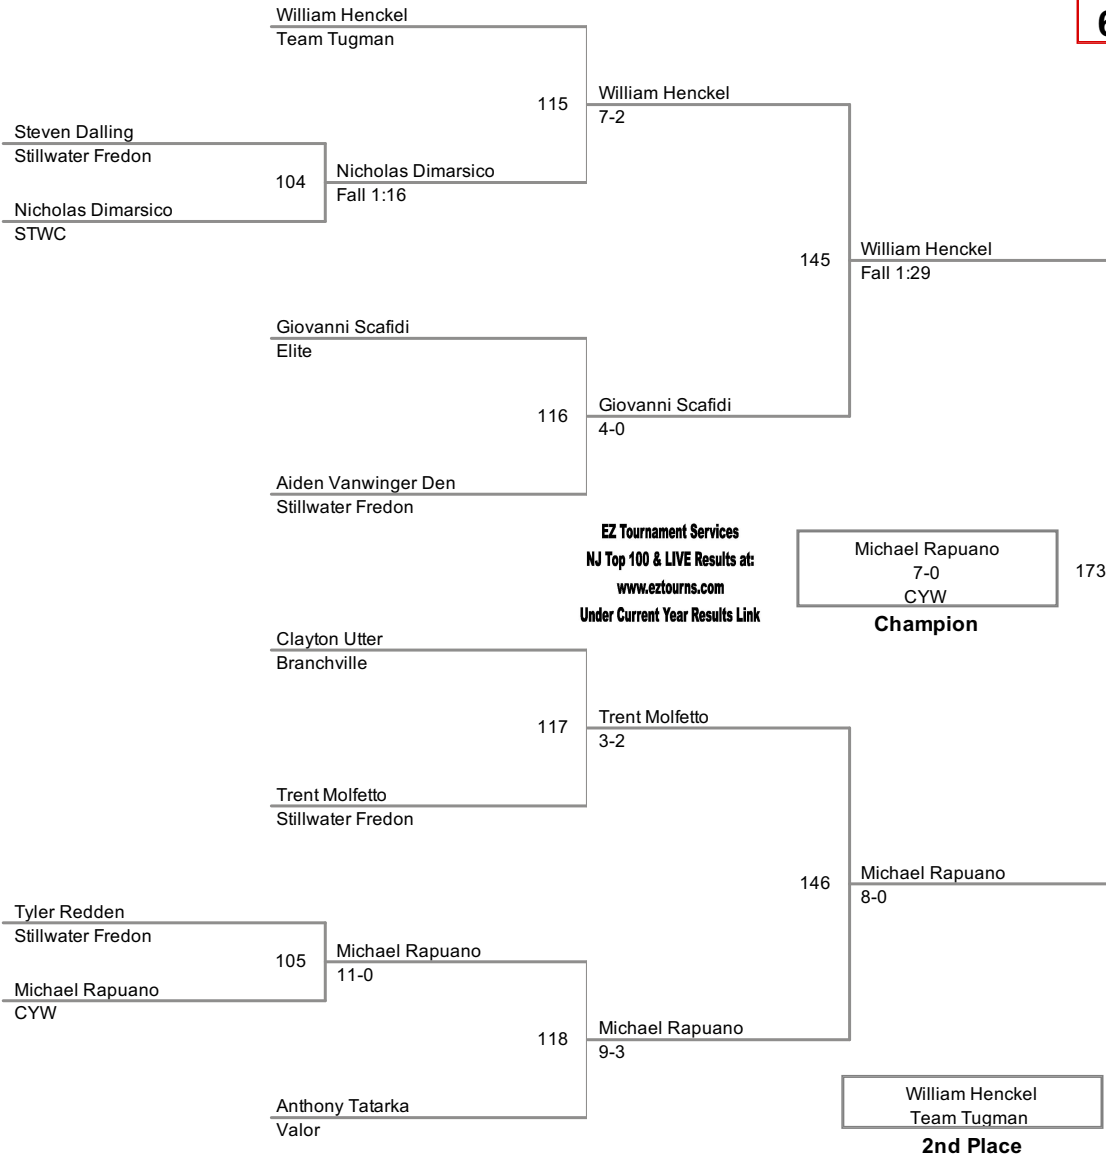 William Henckel
Team Tugman
6
115
William Henckel
7-2
Steven Dalling
Stillwater Fredon
104
Nicholas Dimarsico
Fall 1:16
Nicholas Dimarsico
STWC
145
William Henckel
Fall 1:29
Giovanni Scafidi
Elite
116
Giovanni Scafidi
4-0
Aiden Vanwinger Den
Stillwater Fredon
EZ Tournament Services
NJ Top 100 & LIVE Results at:
www.eztourns.com
Under Current Year Results Link
Michael Rapuano
7-0
CYW
173
Champion
Clayton Utter
Branchville
117
Trent Molfetto
3-2
Trent Molfetto
Stillwater Fredon
146
Michael Rapuano
8-0
Tyler Redden
Stillwater Fredon
105
Michael Rapuano
11-0
Michael Rapuano
CYW
118
Michael Rapuano
9-3
Anthony Tatarka
Valor
William Henckel
Team Tugman
2nd Place